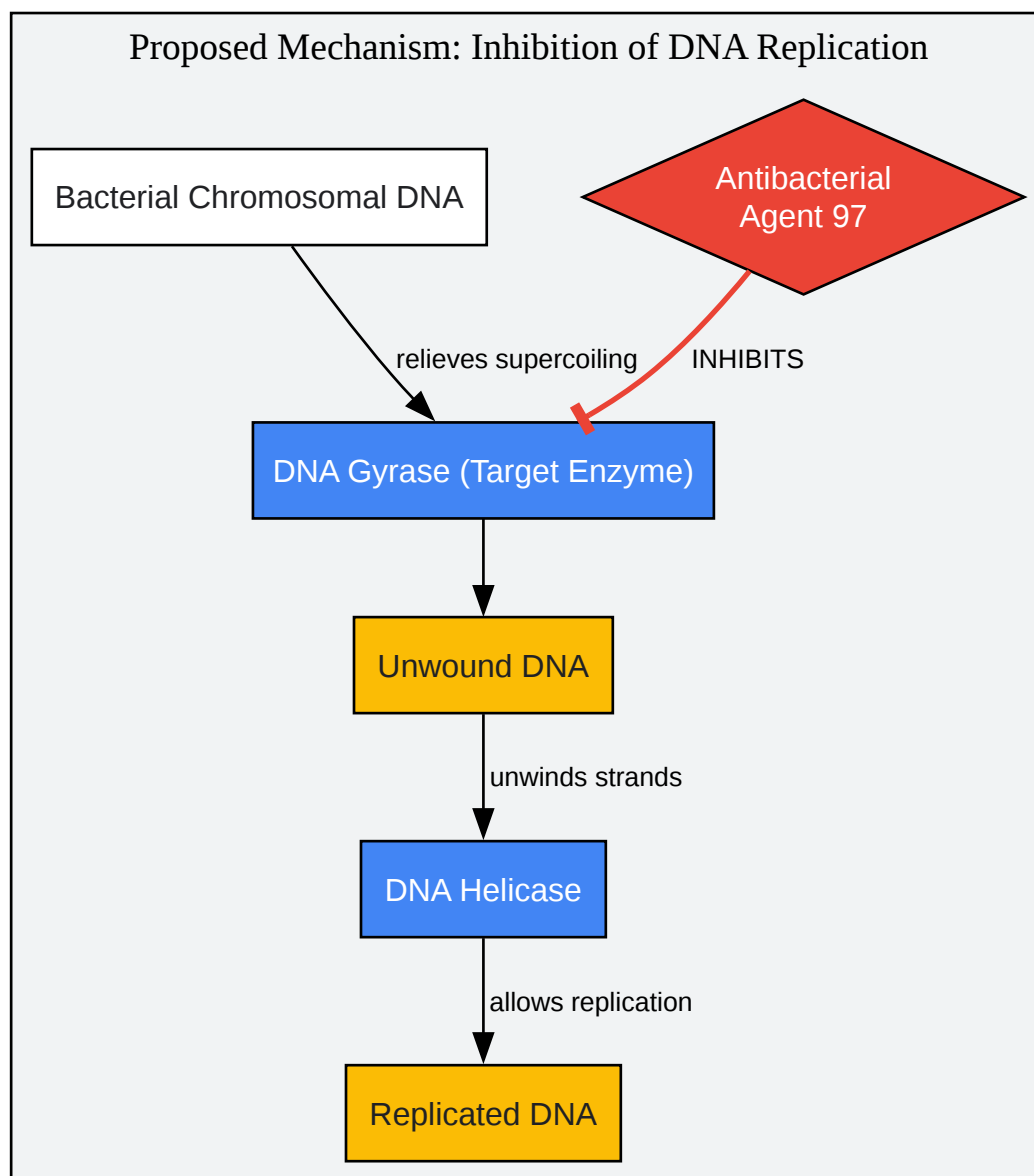 Proposed Mechanism: Inhibition of DNA Replication
Bacterial Chromosomal DNA
Antibacterial
Agent 97
relieves supercoiling
INHIBITS
DNA Gyrase (Target Enzyme)
Unwound DNA
unwinds strands
DNA Helicase
allows replication
Replicated DNA